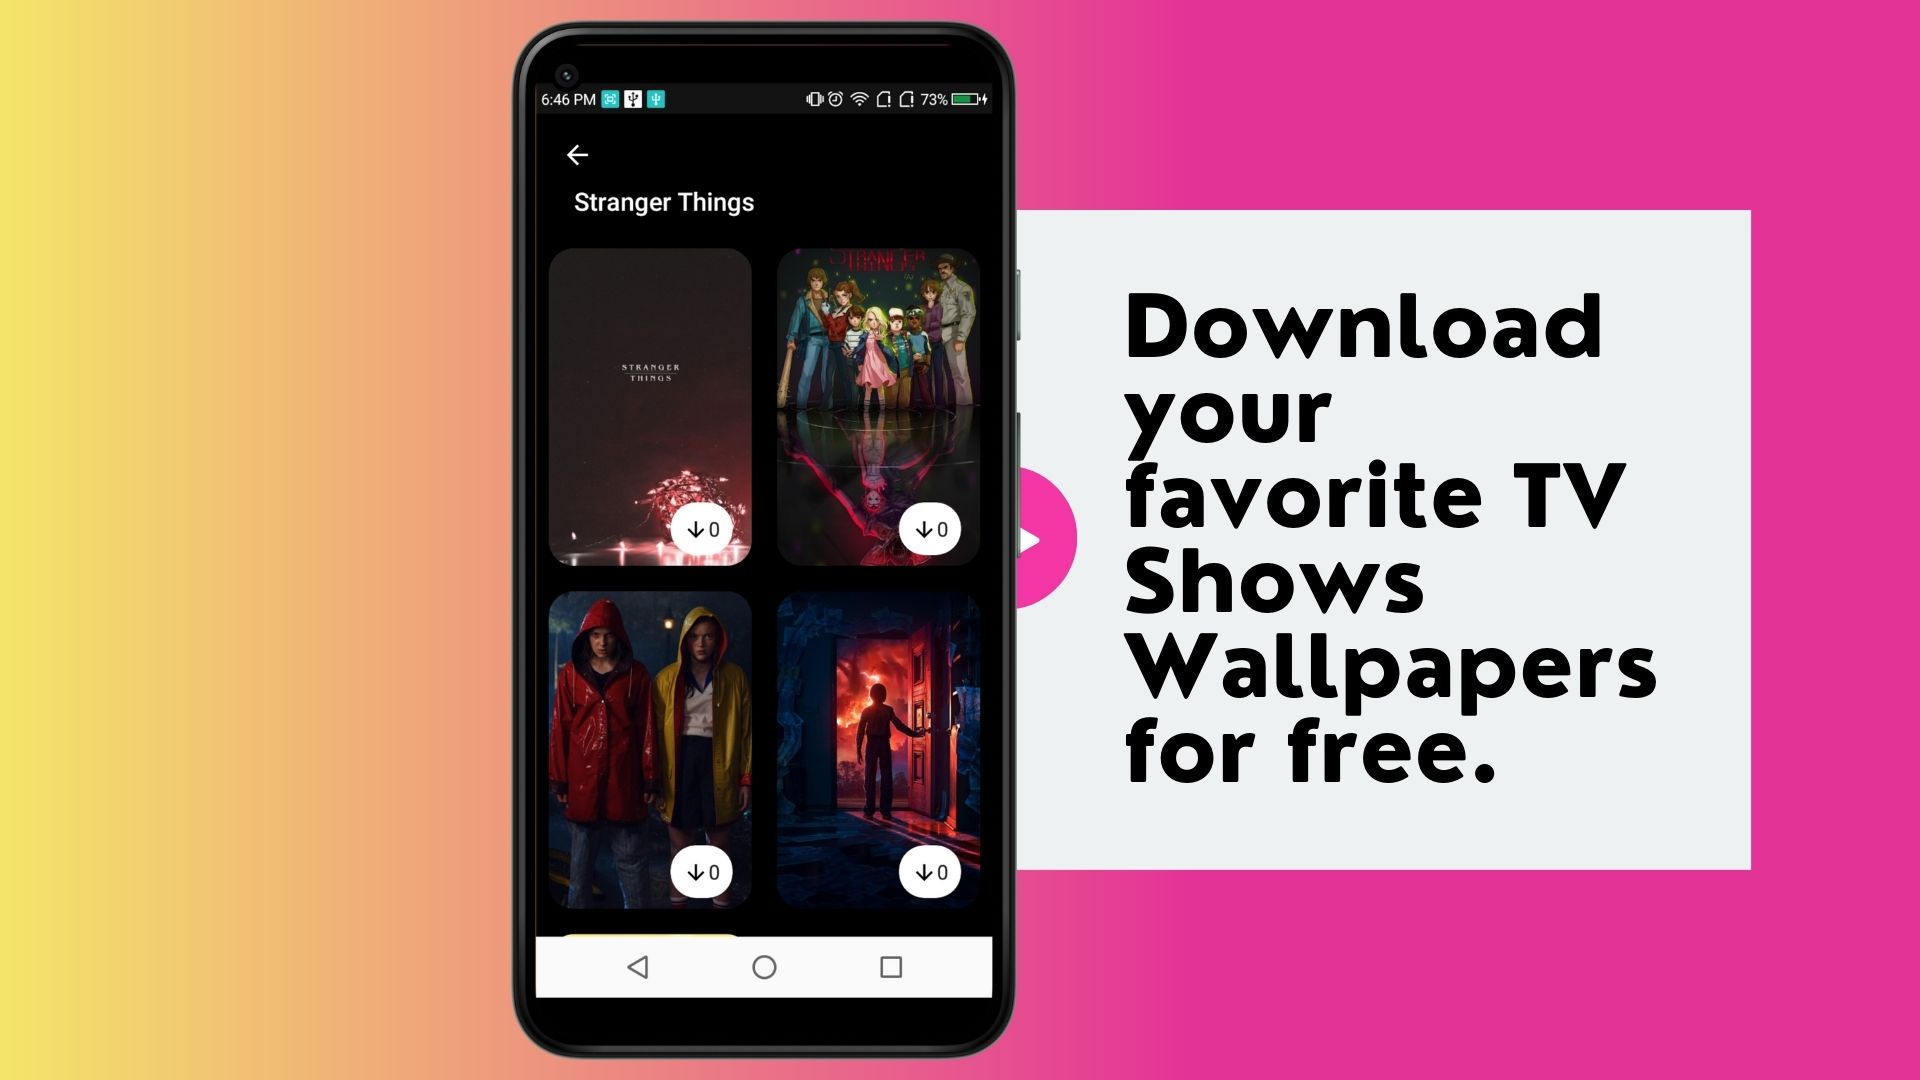 6:46 PM
73%
Stranger Things
STRANGER
THINGS
STRANGER
THINGS
0
0
0
0
Download
your
favorite TV
Shows
Wallpapers
for free.